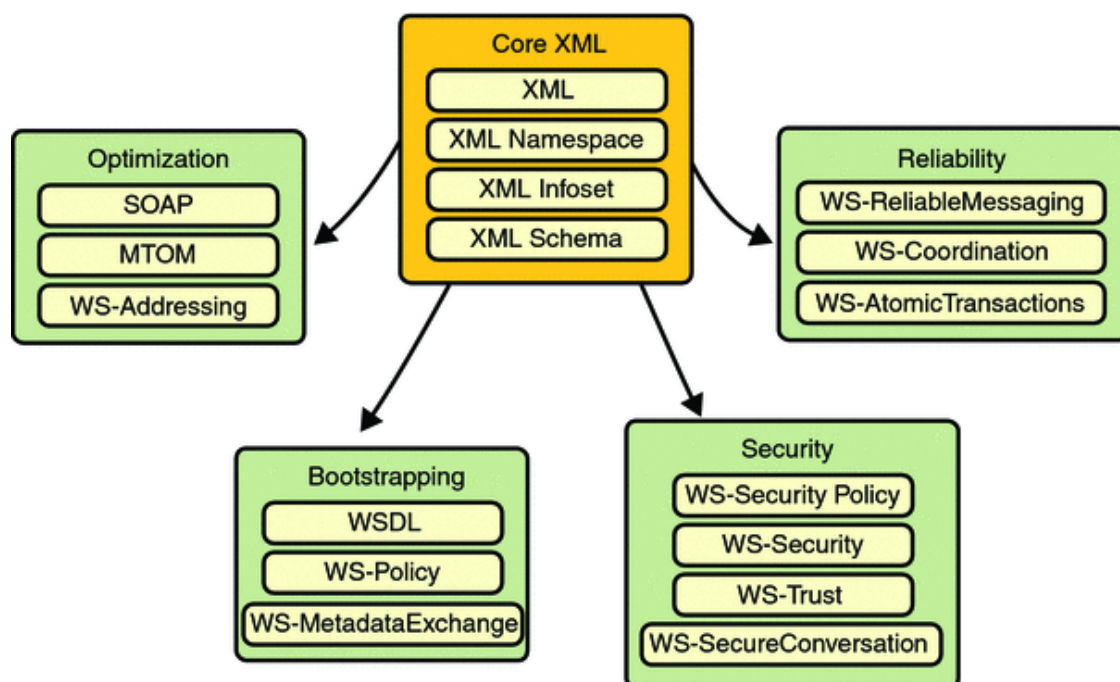 Core XML
XML
XML Namespace
XML Infoset
XML Schema
Optimization
SOAP
MTOM
WS-Addressing
Reliability
WS-ReliableMessaging
WS-Coordination
WS-AtomicTransactions
Bootstrapping
WSDL
WS-Policy
WS-MetadataExchange
Security
WS-Security Policy
WS-Security
WS-Trust
WS-SecureConversation